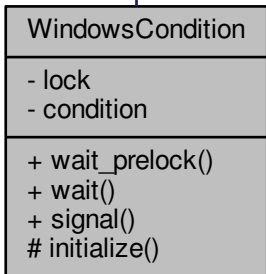 WindowsCondition
- lock
- condition
+ wait_prelock()
+ wait()
+ signal()
# initialize()